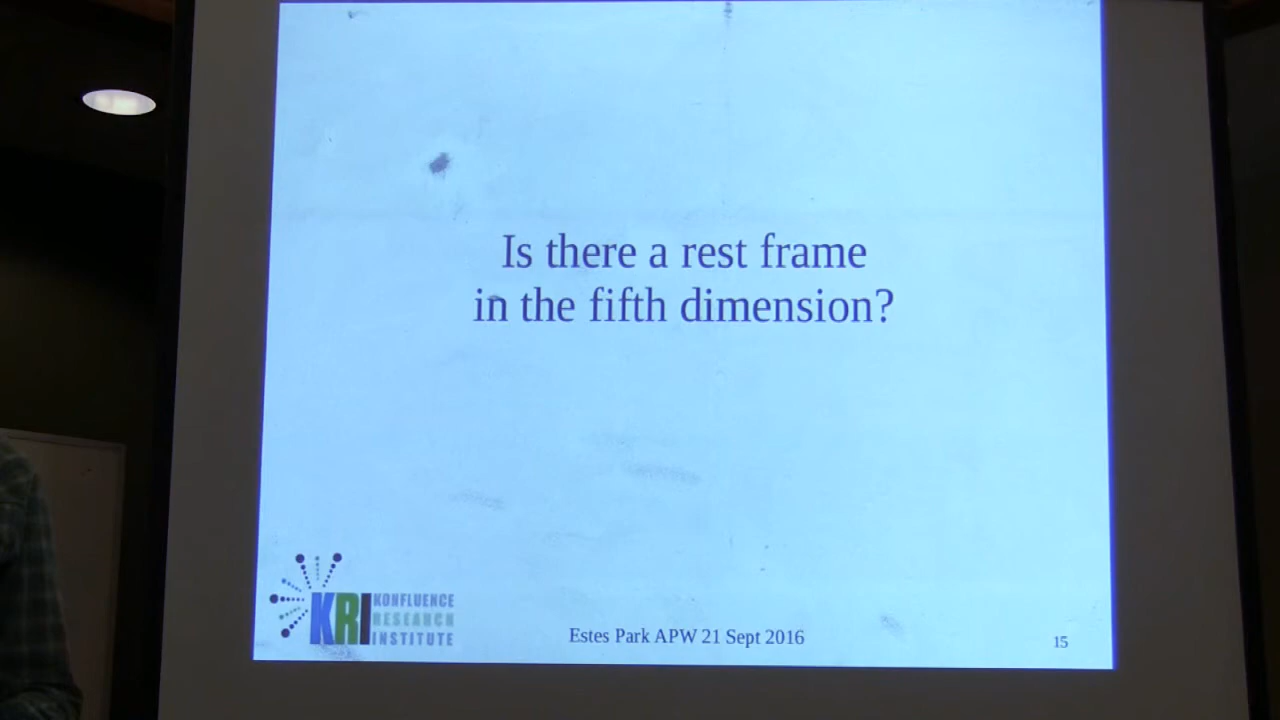 Is there a rest frame
in the fifth dimension?
KRI KONFLUENCE
RESEARCH
INSTITUTE
Estes Park APW 21 Sept 2016
15